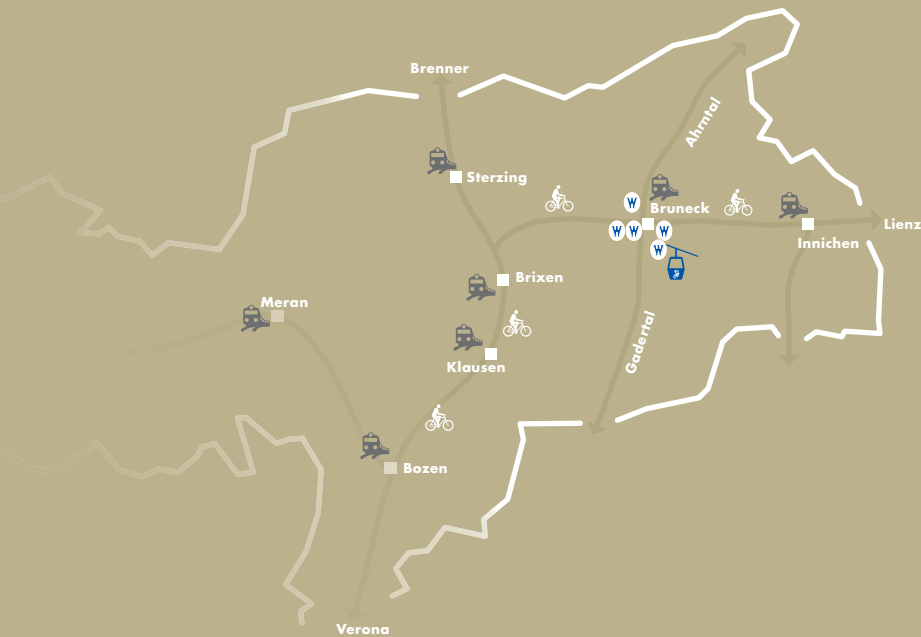 Brenner
Ahrntal
Sterzing
W
Bruneck
W
W
W
Lienz
W
Innichen
Brixen
Meran
Gadertal
Klausen
Bozen
Verona